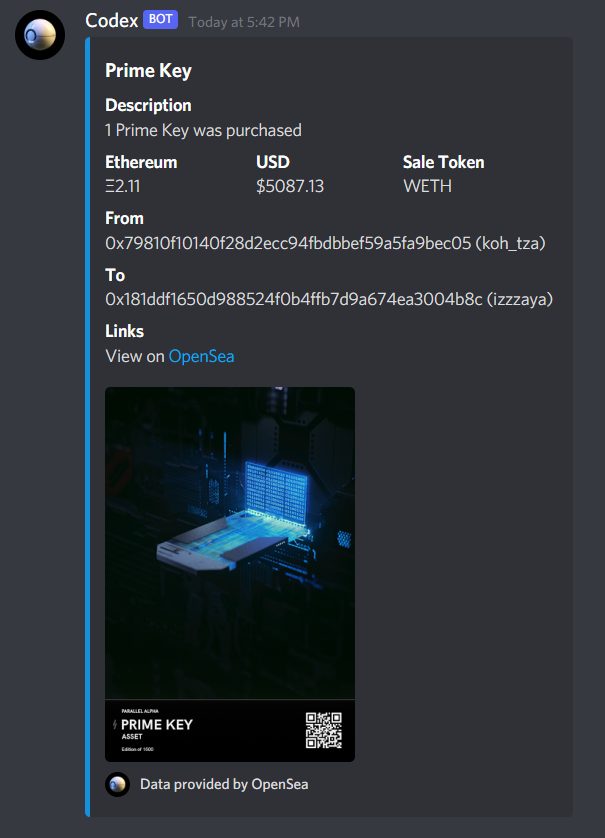 Codex BOT Today at 5:42 PM
Prime Key
Description
1 Prime Key was purchased
Ethereum USD Sale Token
Ξ2.11 $5087.13 WETH
From
0x79810f10140f28d2ecc94fbdbbef59a5fa9bec05 (koh_tza)
To
0x181ddf1650d988524f0b4ffb7d9a674ea3004b8c (izzzaya)
Links
View on OpenSea
PARALLEL ALPHA
PRIME KEY
ASSET
Edition of 1500
Data provided by OpenSea